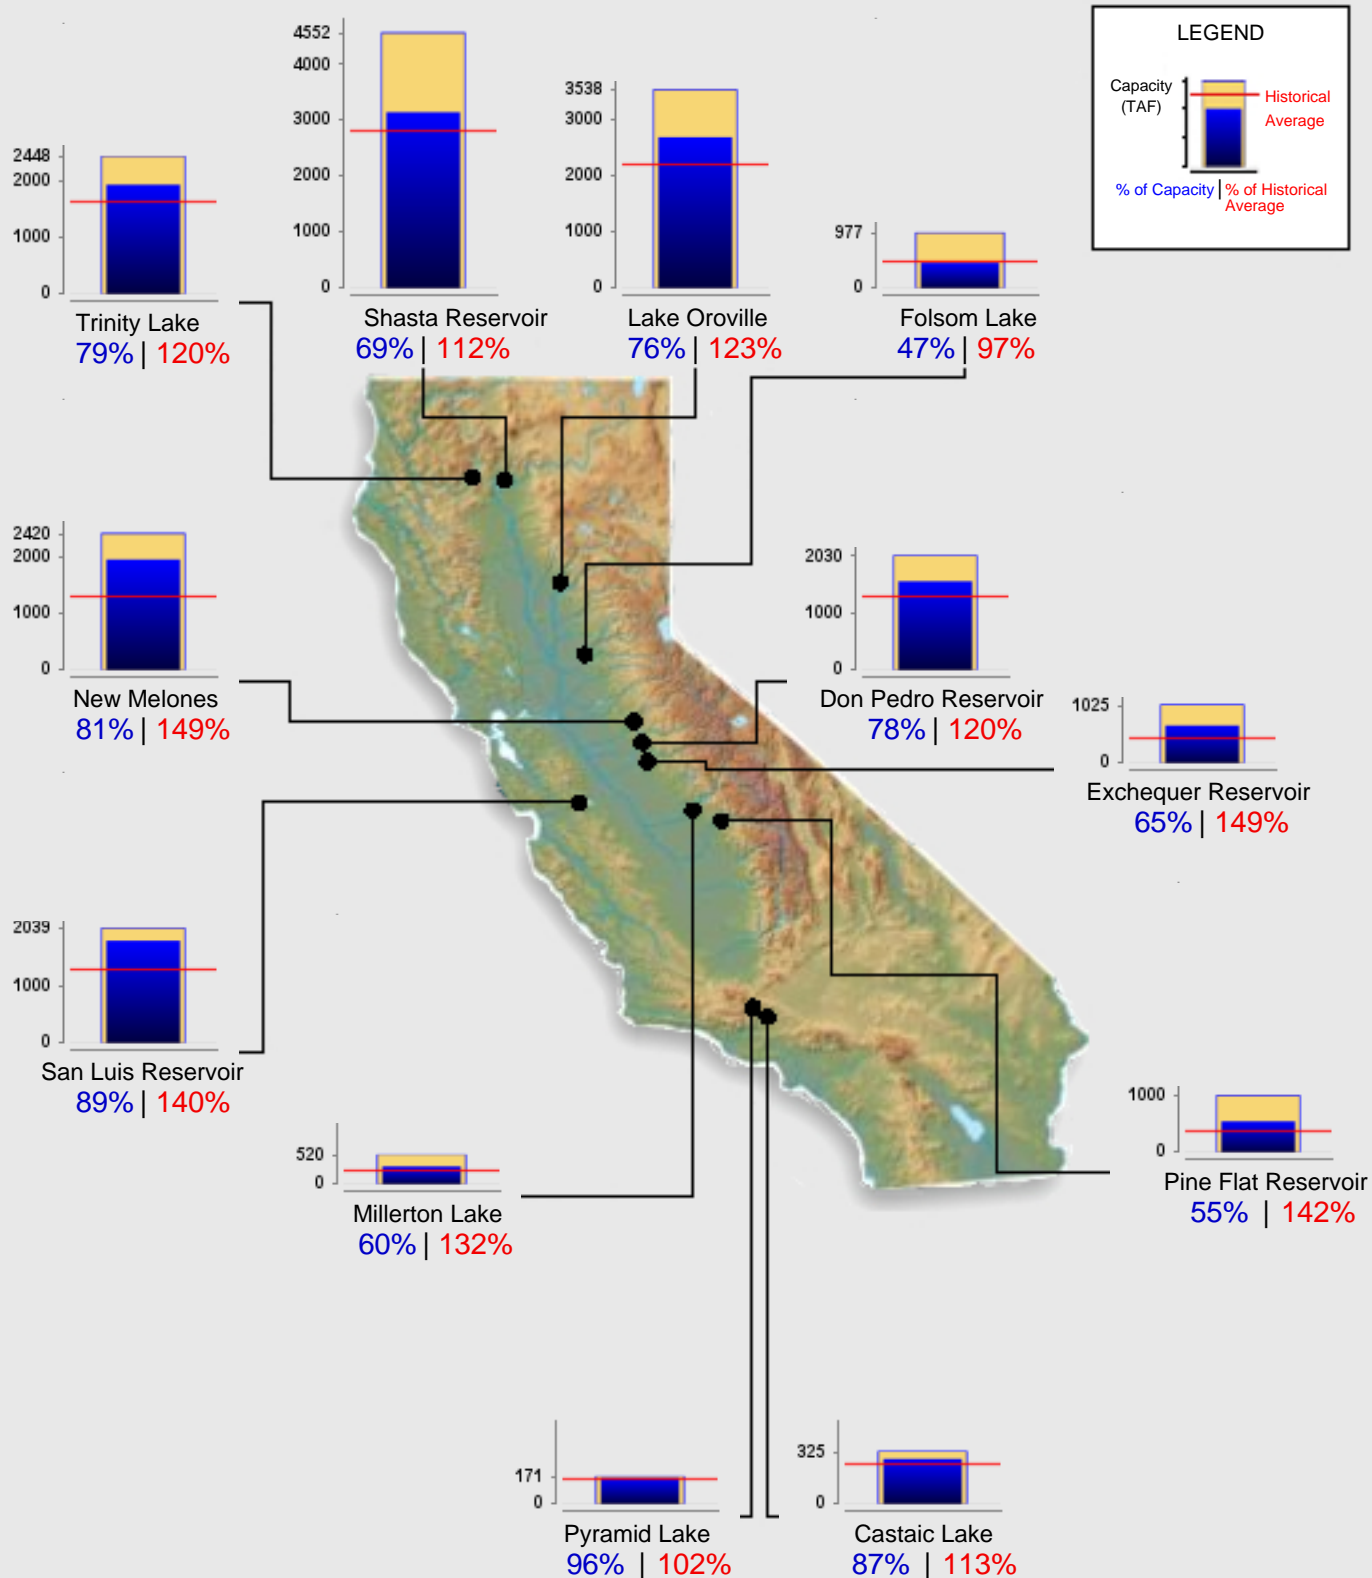 LEGEND
Capacity
(TAF)
Historical
Average
% of Capacity | % of Historical
Average
4552
4000
3000
2000
1000
0
Shasta Reservoir
69% | 112%
3538
3000
2000
1000
0
Lake Oroville
76% | 123%
2448
2000
1000
0
Trinity Lake
79% | 120%
977
0
Folsom Lake
47% | 97%
2420
2000
1000
0
New Melones
81% | 149%
2030
1000
0
Don Pedro Reservoir
78% | 120%
1025
0
Exchequer Reservoir
65% | 149%
2039
1000
0
San Luis Reservoir
89% | 140%
520
0
Millerton Lake
60% | 132%
1000
0
Pine Flat Reservoir
55% | 142%
171
0
Pyramid Lake
96% | 102%
325
0
Castaic Lake
87% | 113%